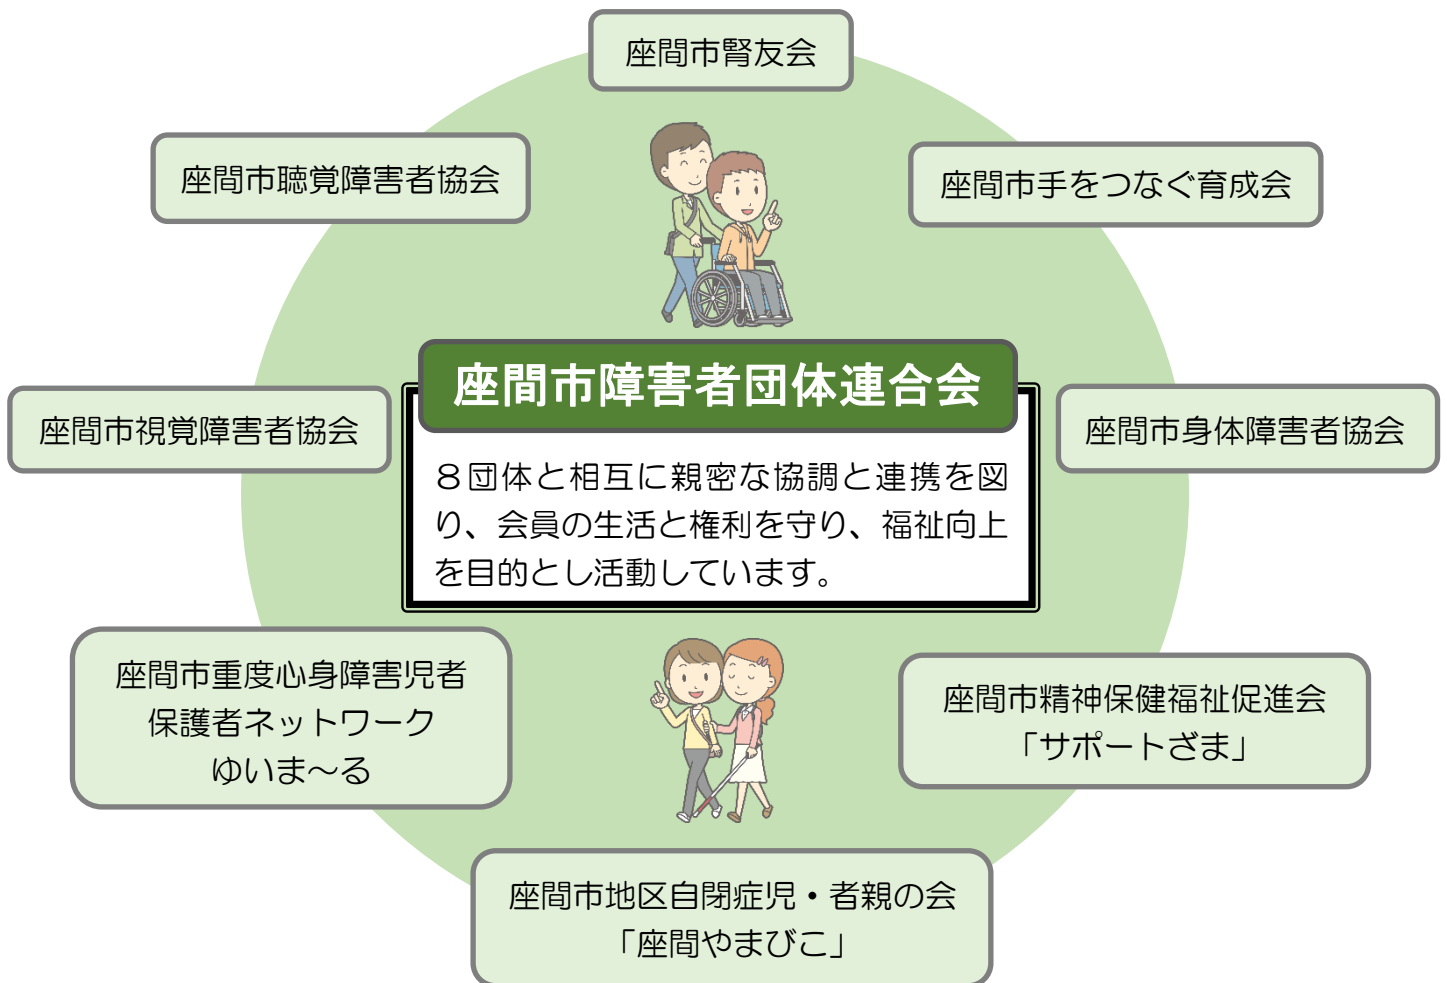 座間市腎友会
座間市聴覚障害者協会
座間市手をつなぐ育成会
座間市障害者団体連合会
座間市視覚障害者協会
座間市身体障害者協会
８団体と相互に親密な協調と連携を図
り、会員の生活と権利を守り、福祉向上
を目的とし活動しています。
座間市重度心身障害児者
保護者ネットワーク
ゆいま～る
座間市精神保健福祉促進会
「サポートざま」
座間市地区自閉症児・者親の会
「座間やまびこ」